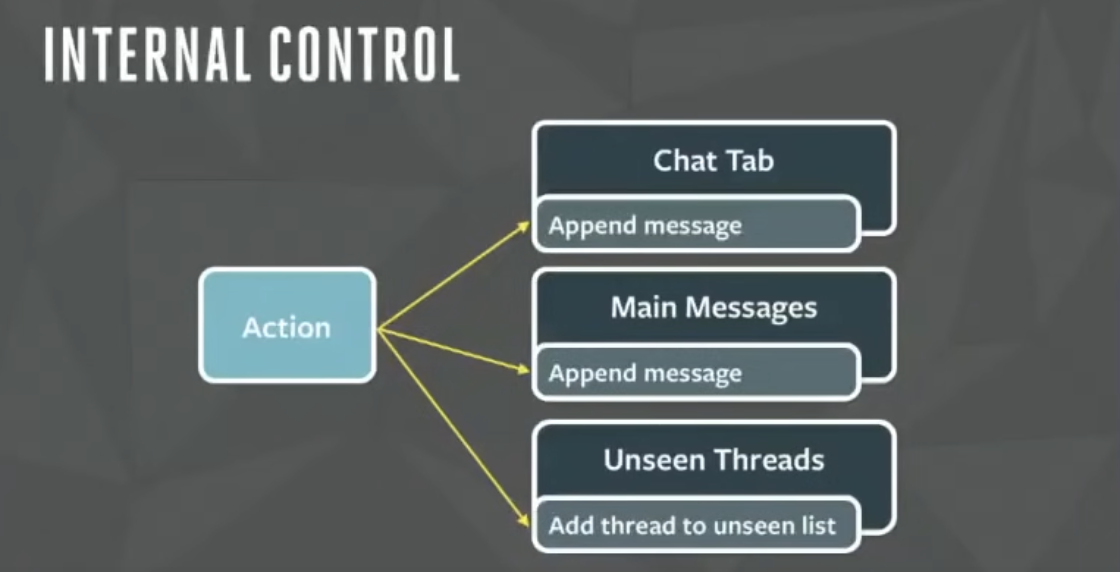 INTERNAL CONTROL
Chat Tab
Append message
Action
Main Messages
Append message
Unseen Threads
Add thread to unseen list